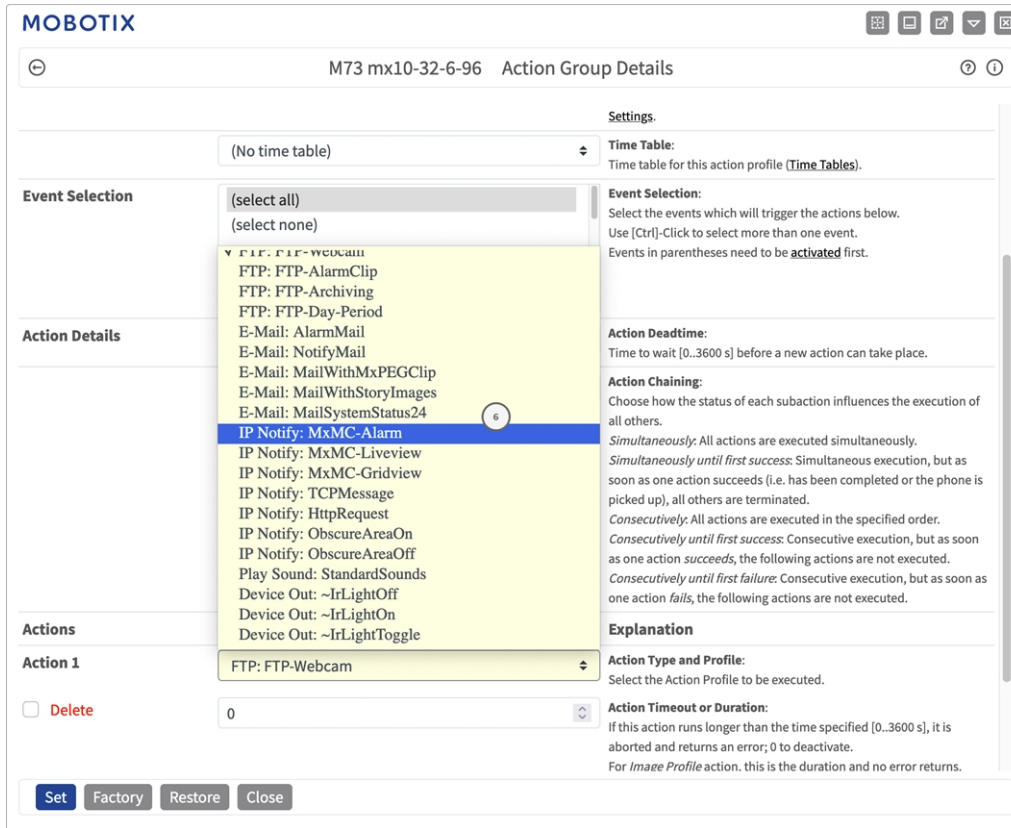 MOBOTIX
M73 mx10-32-6-96 Action Group Details
Settings.
(No time table)
Time Table:
Time table for this action profile (Time Tables).
Event Selection
(select all)
(select none)
Event Selection:
Select the events which will trigger the actions below.
Use [Ctrl]-Click to select more than one event.
Events in parentheses need to be activated first.
FTP: FTP-Webcam
FTP: FTP-AlarmClip
FTP: FTP-Archiving
FTP: FTP-Day-Period
E-Mail: AlarmMail
E-Mail: NotifyMail
E-Mail: MailWithMxPEGClip
E-Mail: MailWithStoryImages
E-Mail: MailSystemStatus24
6
IP Notify: MxMC-Alarm
IP Notify: MxMC-Liveview
IP Notify: MxMC-Gridview
IP Notify: TCPMessage
IP Notify: HttpRequest
IP Notify: ObscureAreaOn
IP Notify: ObscureAreaOff
Play Sound: StandardSounds
Device Out: ~IrLightOff
Device Out: ~IrLightOn
Device Out: ~IrLightToggle
Action Details
Action Deadtime:
Time to wait [0..3600 s] before a new action can take place.
Action Chaining:
Choose how the status of each subaction influences the execution of
all others.
Simultaneously: All actions are executed simultaneously.
Simultaneously until first success: Simultaneous execution, but as
soon as one action succeeds (i.e. has been completed or the phone is
picked up), all others are terminated.
Consecutively: All actions are executed in the specified order.
Consecutively until first success: Consecutive execution, but as soon
as one action succeeds, the following actions are not executed.
Consecutively until first failure: Consecutive execution, but as soon as
one action fails, the following actions are not executed.
Actions
Explanation
Action 1
FTP: FTP-Webcam
Action Type and Profile:
Select the Action Profile to be executed.
Delete
0
Action Timeout or Duration:
If this action runs longer than the time specified [0..3600 s], it is
aborted and returns an error; 0 to deactivate.
For Image Profile action, this is the duration and no error returns.
Set Factory Restore Close